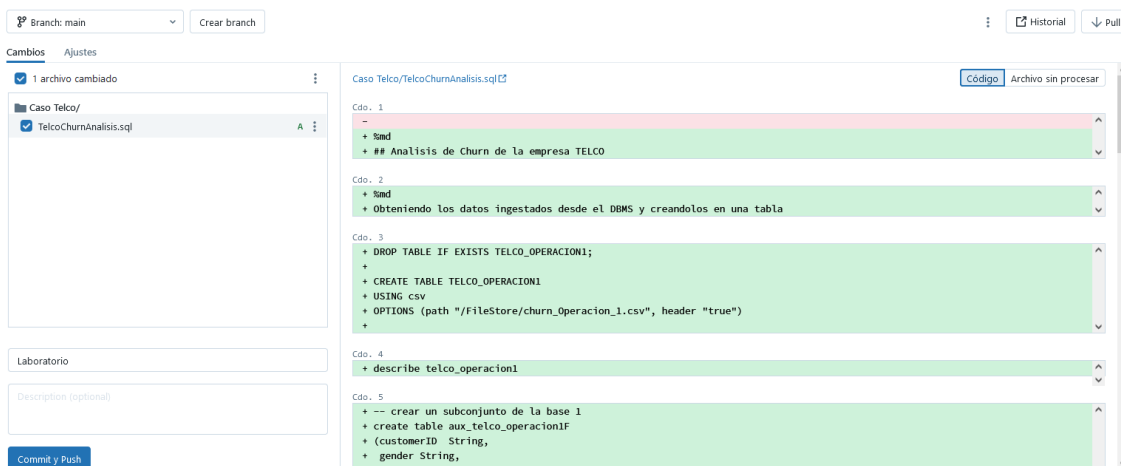 Branch: main
Crear branch
Historial
Pull
Cambios
Ajustes
1 archivo cambiado
Caso Telco/
TelcoChurnAnalisis.sql
A
Laboratorio
Description (optional)
Commit y Push
Caso Telco/TelcoChurnAnalisis.sql
Código
Archivo sin procesar
Cdo. 1
-
+ %md
+ ## Analisis de Churn de la empresa TELCO
Cdo. 2
+ %md
+ Obteniendo los datos ingestados desde el DBMS y creandolos en una tabla
Cdo. 3
+ DROP TABLE IF EXISTS TELCO_OPERACION1;
+
+ CREATE TABLE TELCO_OPERACION1
+ USING csv
+ OPTIONS (path "/FileStore/churn_Operacion_1.csv", header "true")
+
Cdo. 4
+ describe telco_operacion1
Cdo. 5
+ -- crear un subconjunto de la base 1
+ create table aux_telco_operacion1F
+ (customerID  String,
+  gender String,